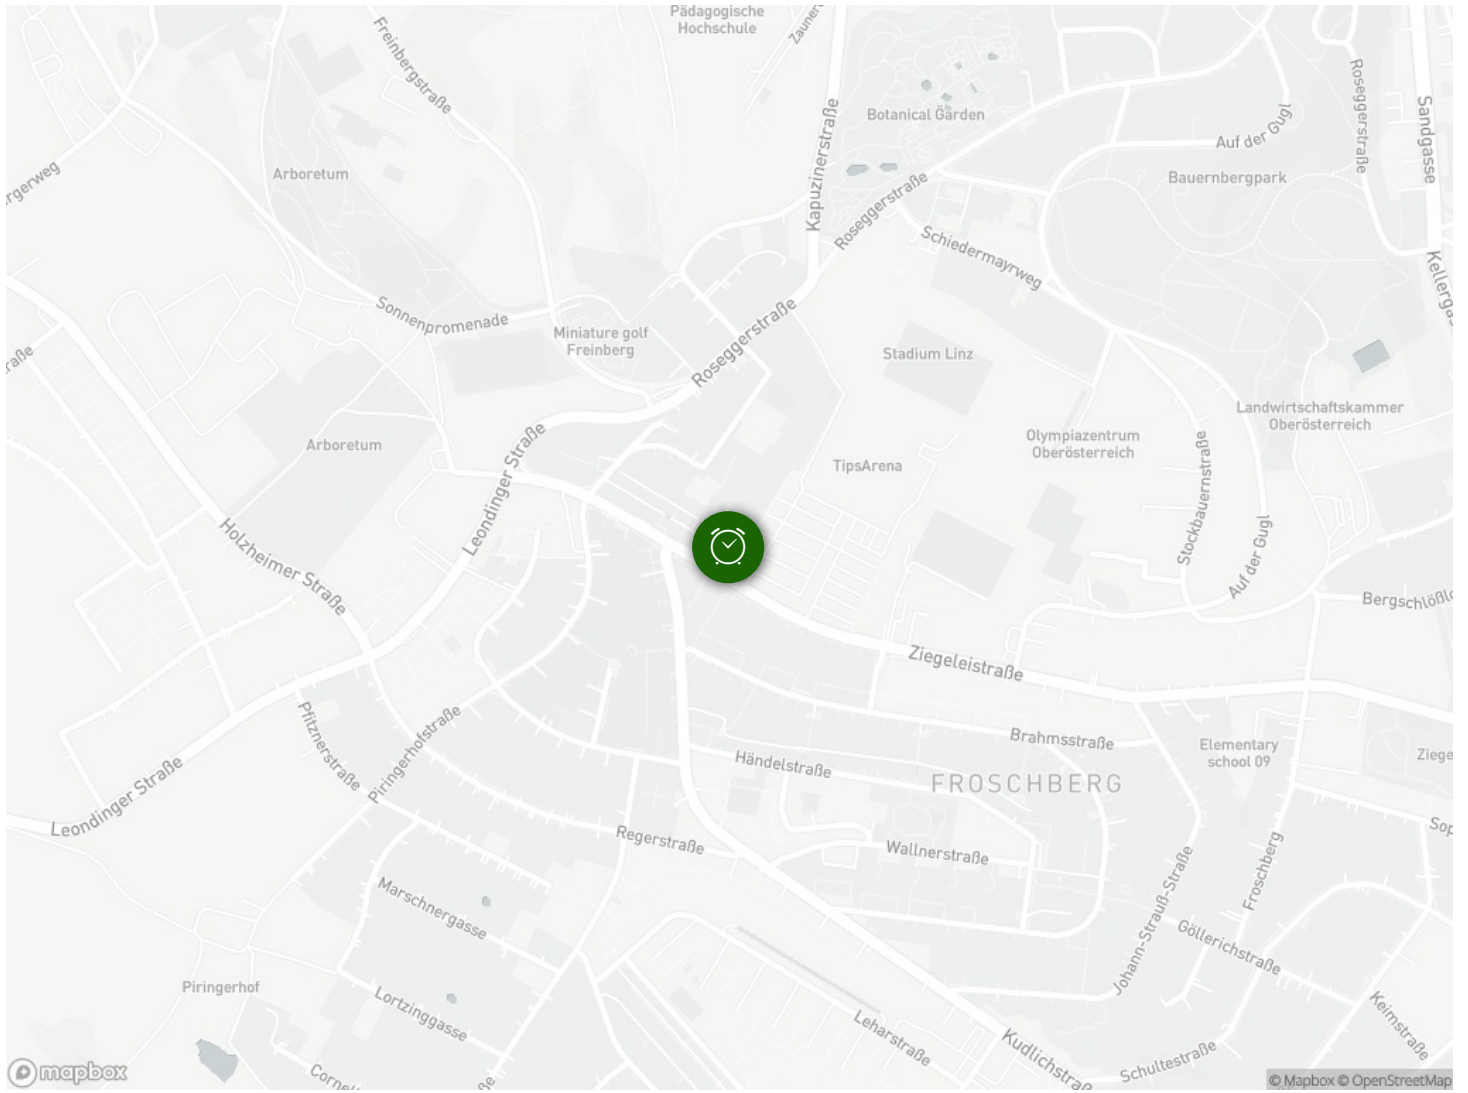 Pädagogische
Hochschule
Freinbergstraße
Kapuzinerstraße
Botanical Garden
Auf der Gugl
Roseggerstraße
Sandgasse
Arboretum
Bauernbergpark
Roseggerstraße
Schiedermayrweg
Sonnenpromenade
Miniature golf
Freinberg
Roseggerstraße
Stadium Linz
Landwirtschaftskammer
Oberösterreich
Arboretum
Leondinger Straße
Olympiazentrum
Oberösterreich
TipsArena
Stockbauernstraße
Holzheimer Straße
Auf der Gugl
Ziegeleistraße
Pfitznerstraße
Piringerhofstraße
Brahmsstraße
Elementary
school 09
Händelstraße
FROSCHBERG
Leondinger Straße
Regerstraße
Wallnerstraße
Froschberg
Marschnergasse
Johann-Strauß-Straße
Göllerichstraße
Piringerhof
Lortzinggasse
Leharstraße
Keimstraße
Kudlichstraß
Schultestraße
mapbox
© Mapbox © OpenStreetMap